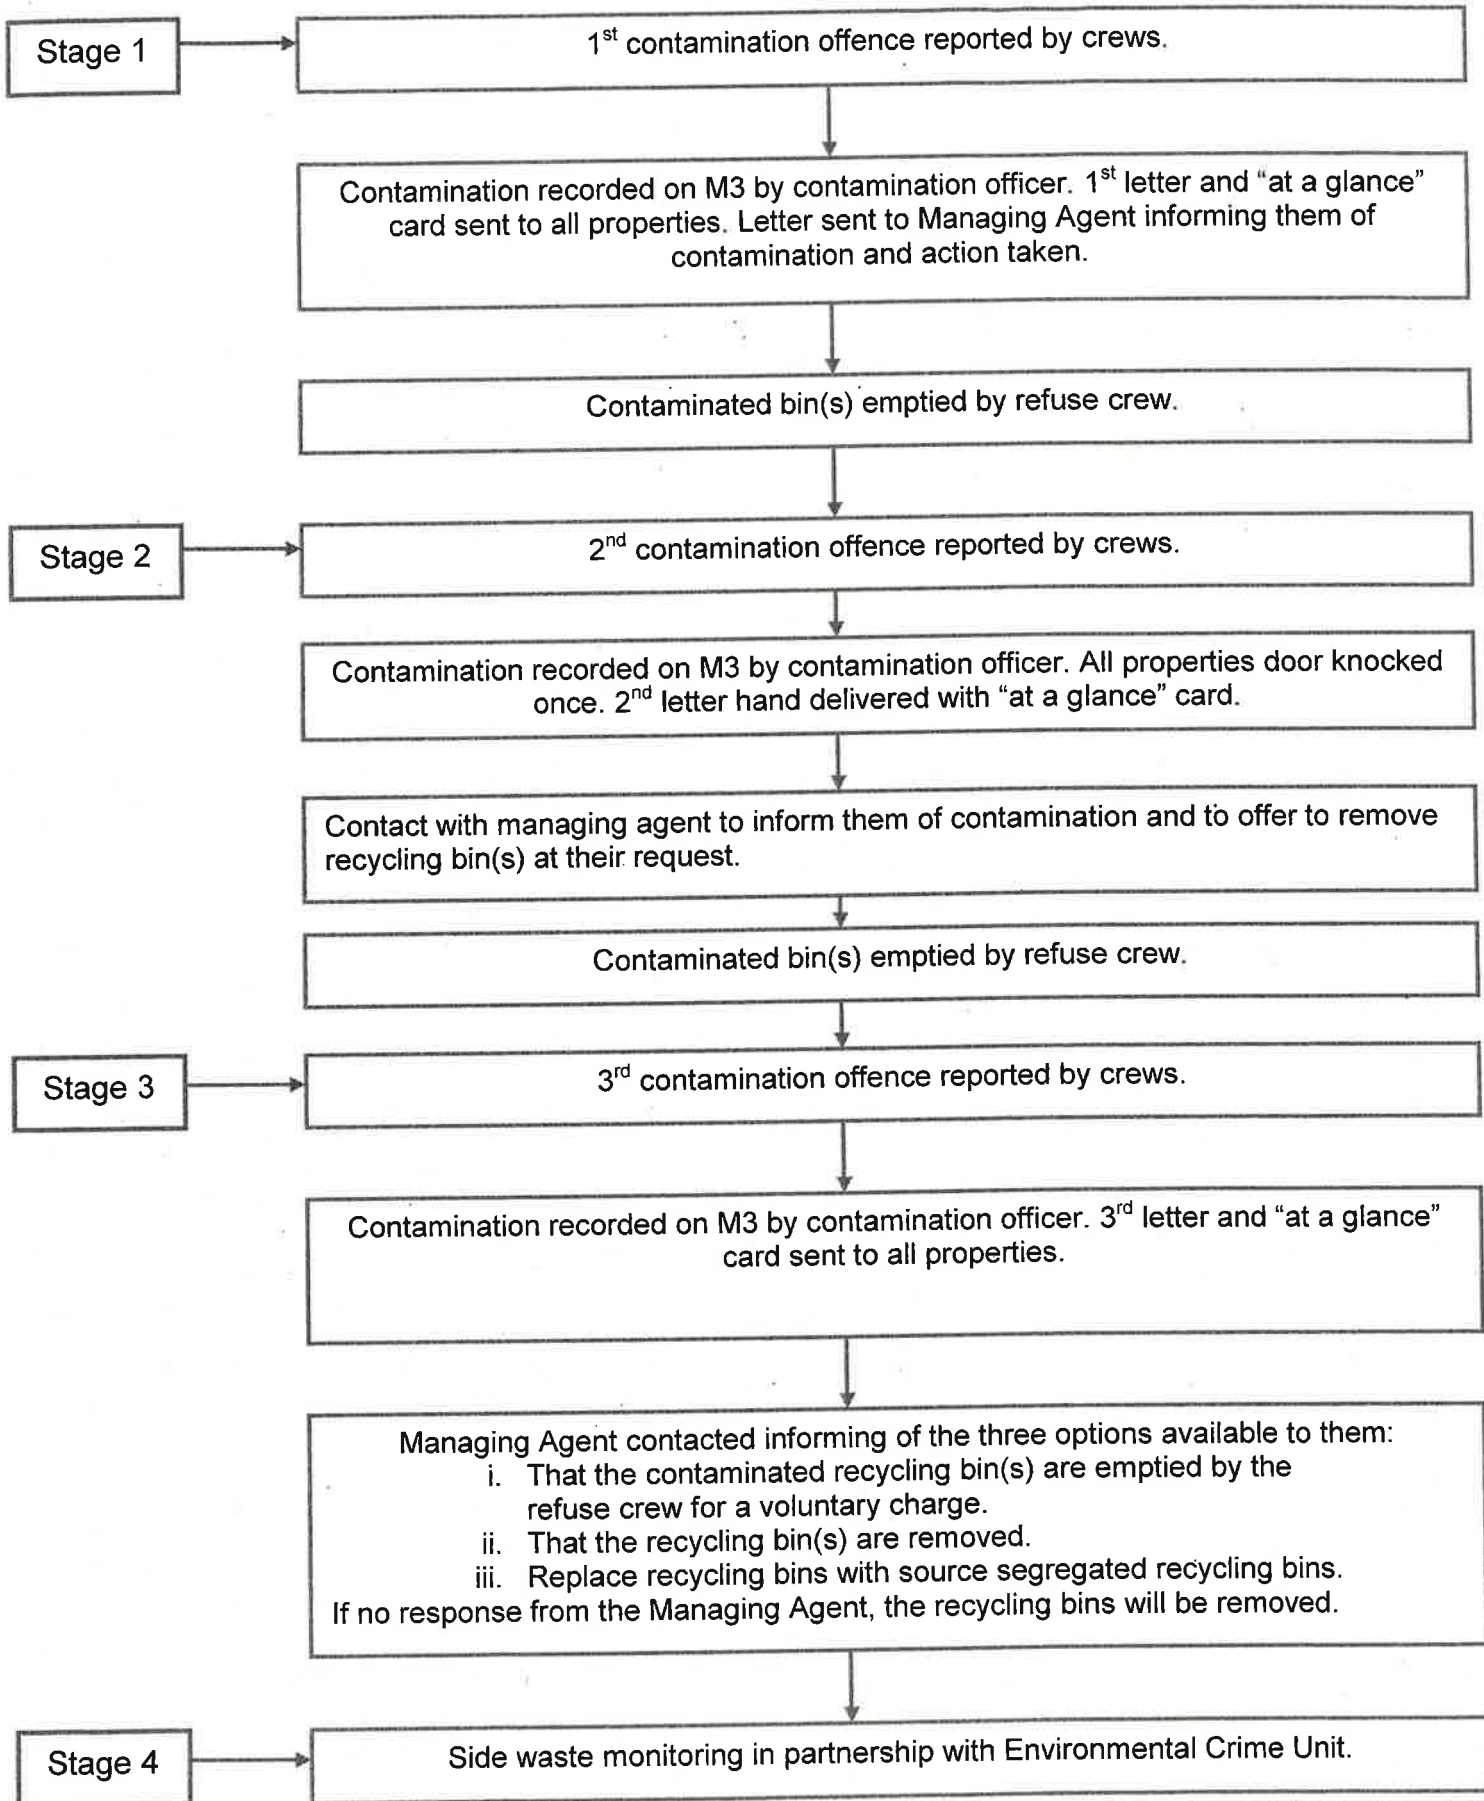 Stage 1
1st contamination offence reported by crews.
Contamination recorded on M3 by contamination officer. 1st letter and “at a glance”
card sent to all properties. Letter sent to Managing Agent informing them of
contamination and action taken.
Contaminated bin(s) emptied by refuse crew.
Stage 2
2nd contamination offence reported by crews.
Contamination recorded on M3 by contamination officer. All properties door knocked
once. 2nd letter hand delivered with “at a glance” card.
Contact with managing agent to inform them of contamination and to offer to remove
recycling bin(s) at their request.
Contaminated bin(s) emptied by refuse crew.
Stage 3
3rd contamination offence reported by crews.
Contamination recorded on M3 by contamination officer. 3rd letter and “at a glance”
card sent to all properties.
Managing Agent contacted informing of the three options available to them:
i. That the contaminated recycling bin(s) are emptied by the
refuse crew for a voluntary charge.
ii. That the recycling bin(s) are removed.
iii. Replace recycling bins with source segregated recycling bins.
If no response from the Managing Agent, the recycling bins will be removed.
Stage 4
Side waste monitoring in partnership with Environmental Crime Unit.